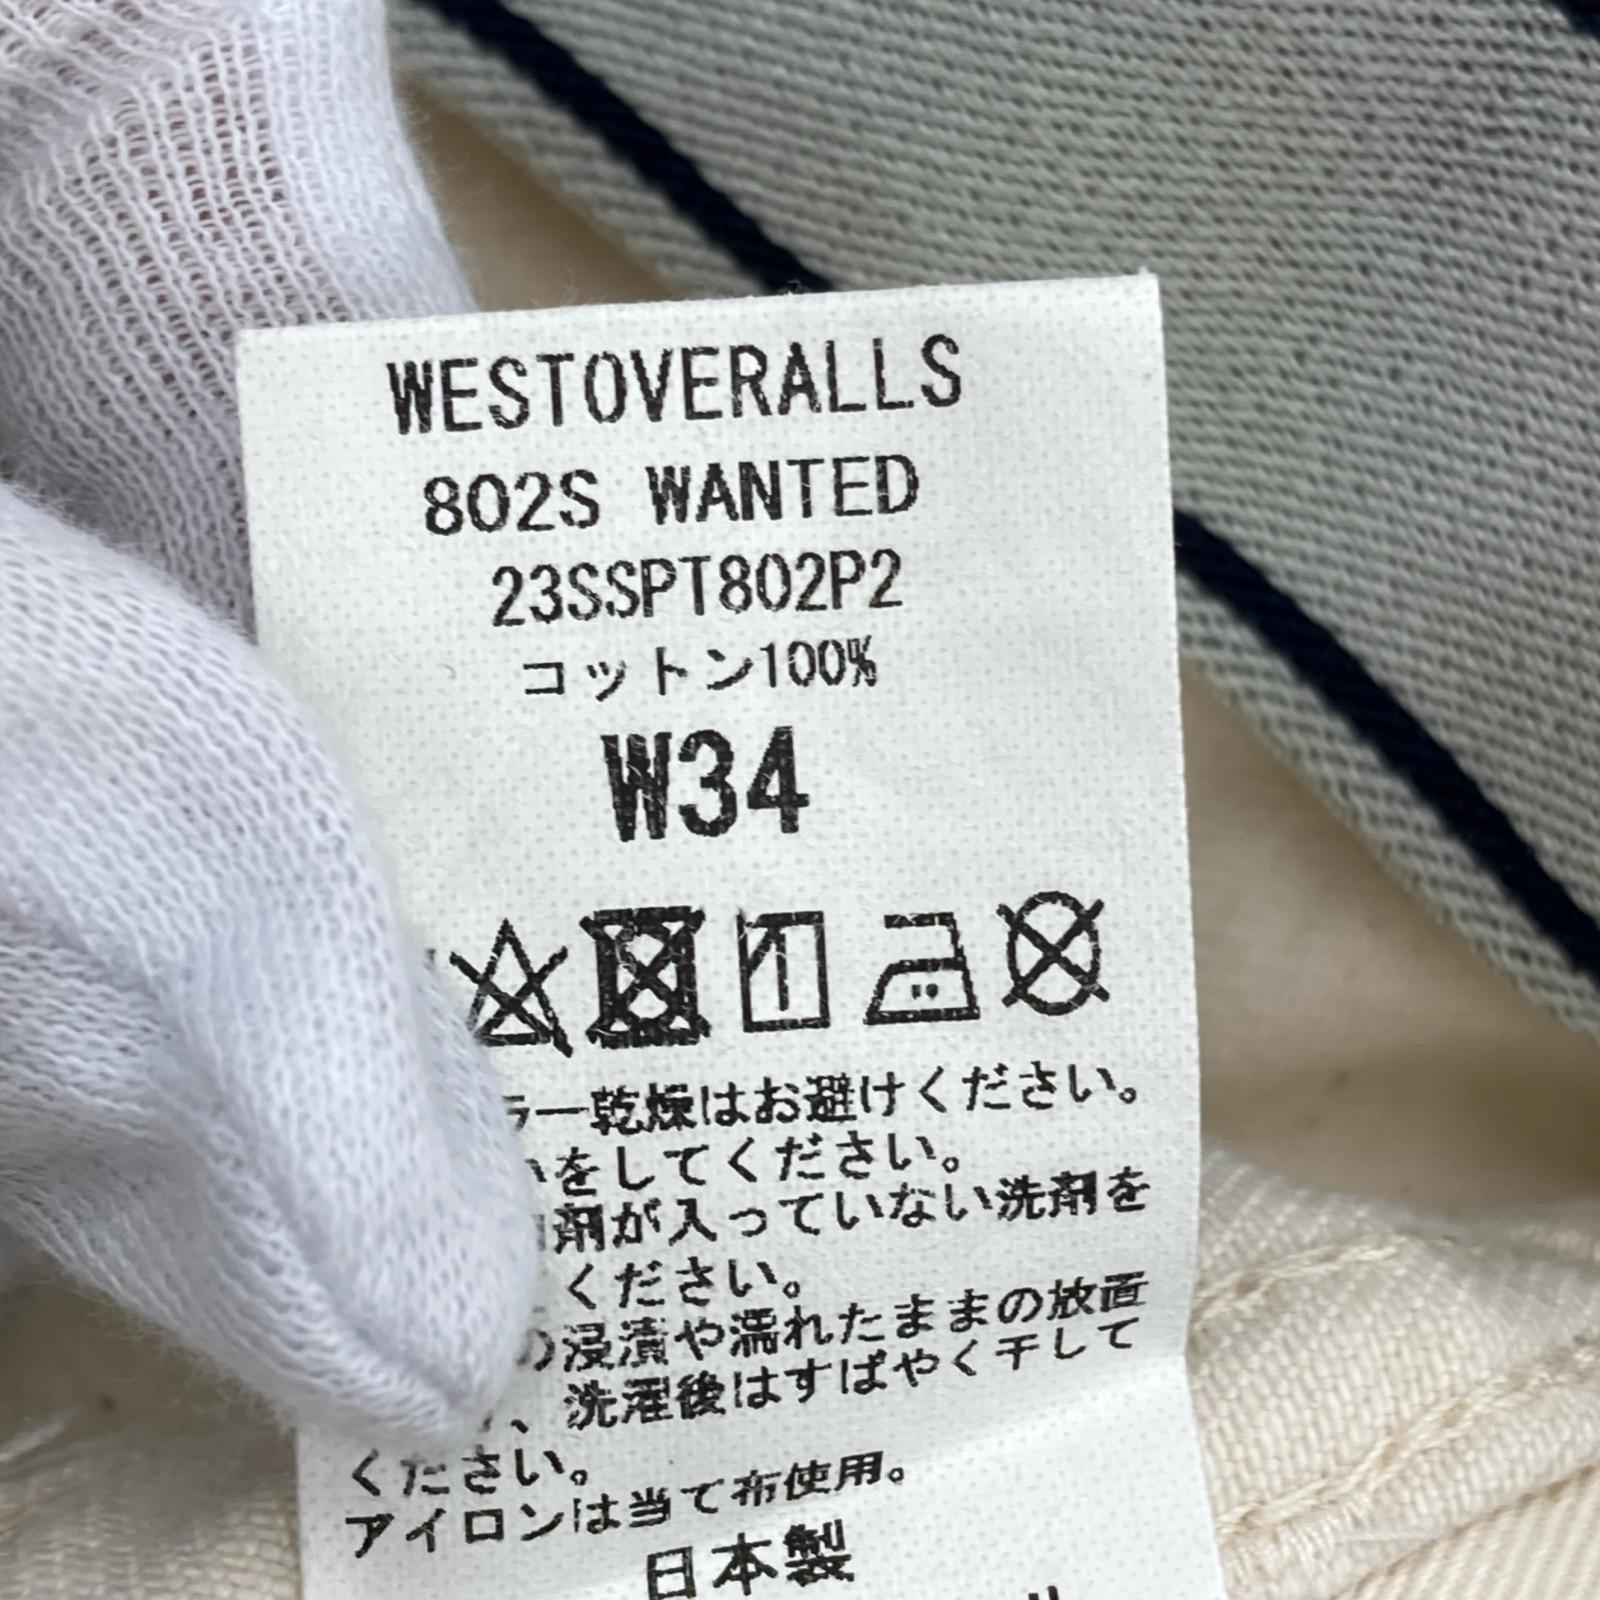 WESTOVERALLS
802S WANTED
23SSPT802P2
コットン100%
W34
ラー乾燥はお避けください。
をしてください。
剤が入っていない洗剤を
ください。
の浸漬や濡れたままの放置
、洗濯後はすばやく干して
ください。
アイロンは当て布使用。
日本製